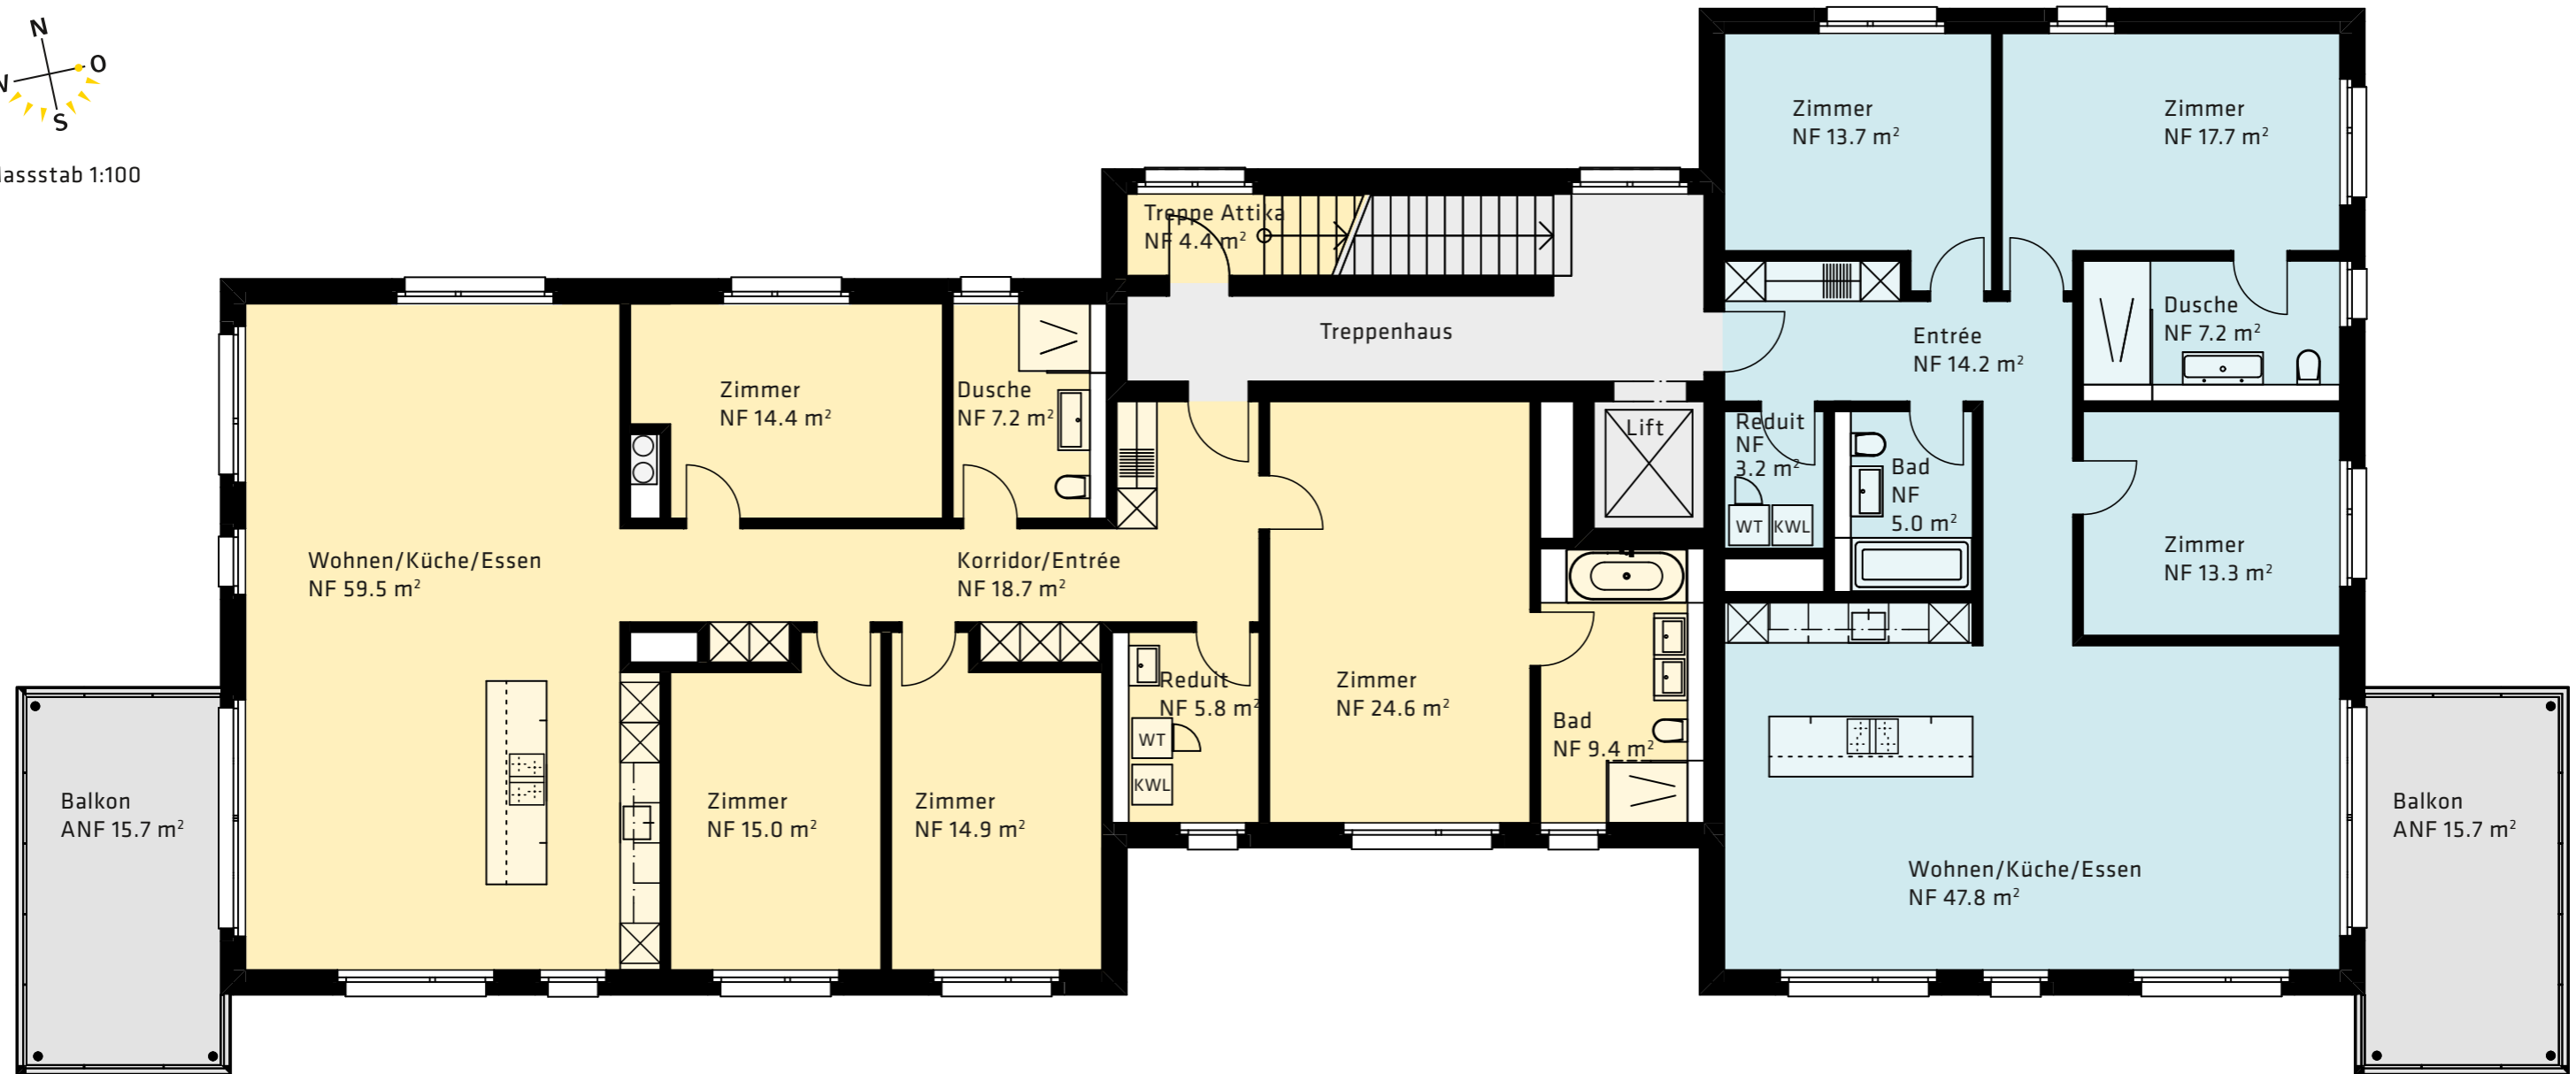 N
O
S
Massstab 1:100
Zimmer
NF 13.7 m²
Zimmer
NF 17.7 m²
Treppe Attika
NF 4.4 m²
Treppenhaus
Dusche
NF 7.2 m²
Entrée
NF 14.2 m²
Zimmer
NF 14.4 m²
Dusche
NF 7.2 m²
Lift
Reduit
NF
3.2 m²
WT
KWL
Bad
NF
5.0 m²
Zimmer
NF 13.3 m²
Wohnen/Küche/Essen
NF 59.5 m²
Korridor/Entrée
NF 18.7 m²
Reduit
NF 5.8 m²
WT
KWL
Zimmer
NF 24.6 m²
Bad
NF 9.4 m²
Balkon
ANF 15.7 m²
Zimmer
NF 15.0 m²
Zimmer
NF 14.9 m²
Wohnen/Küche/Essen
NF 47.8 m²
Balkon
ANF 15.7 m²